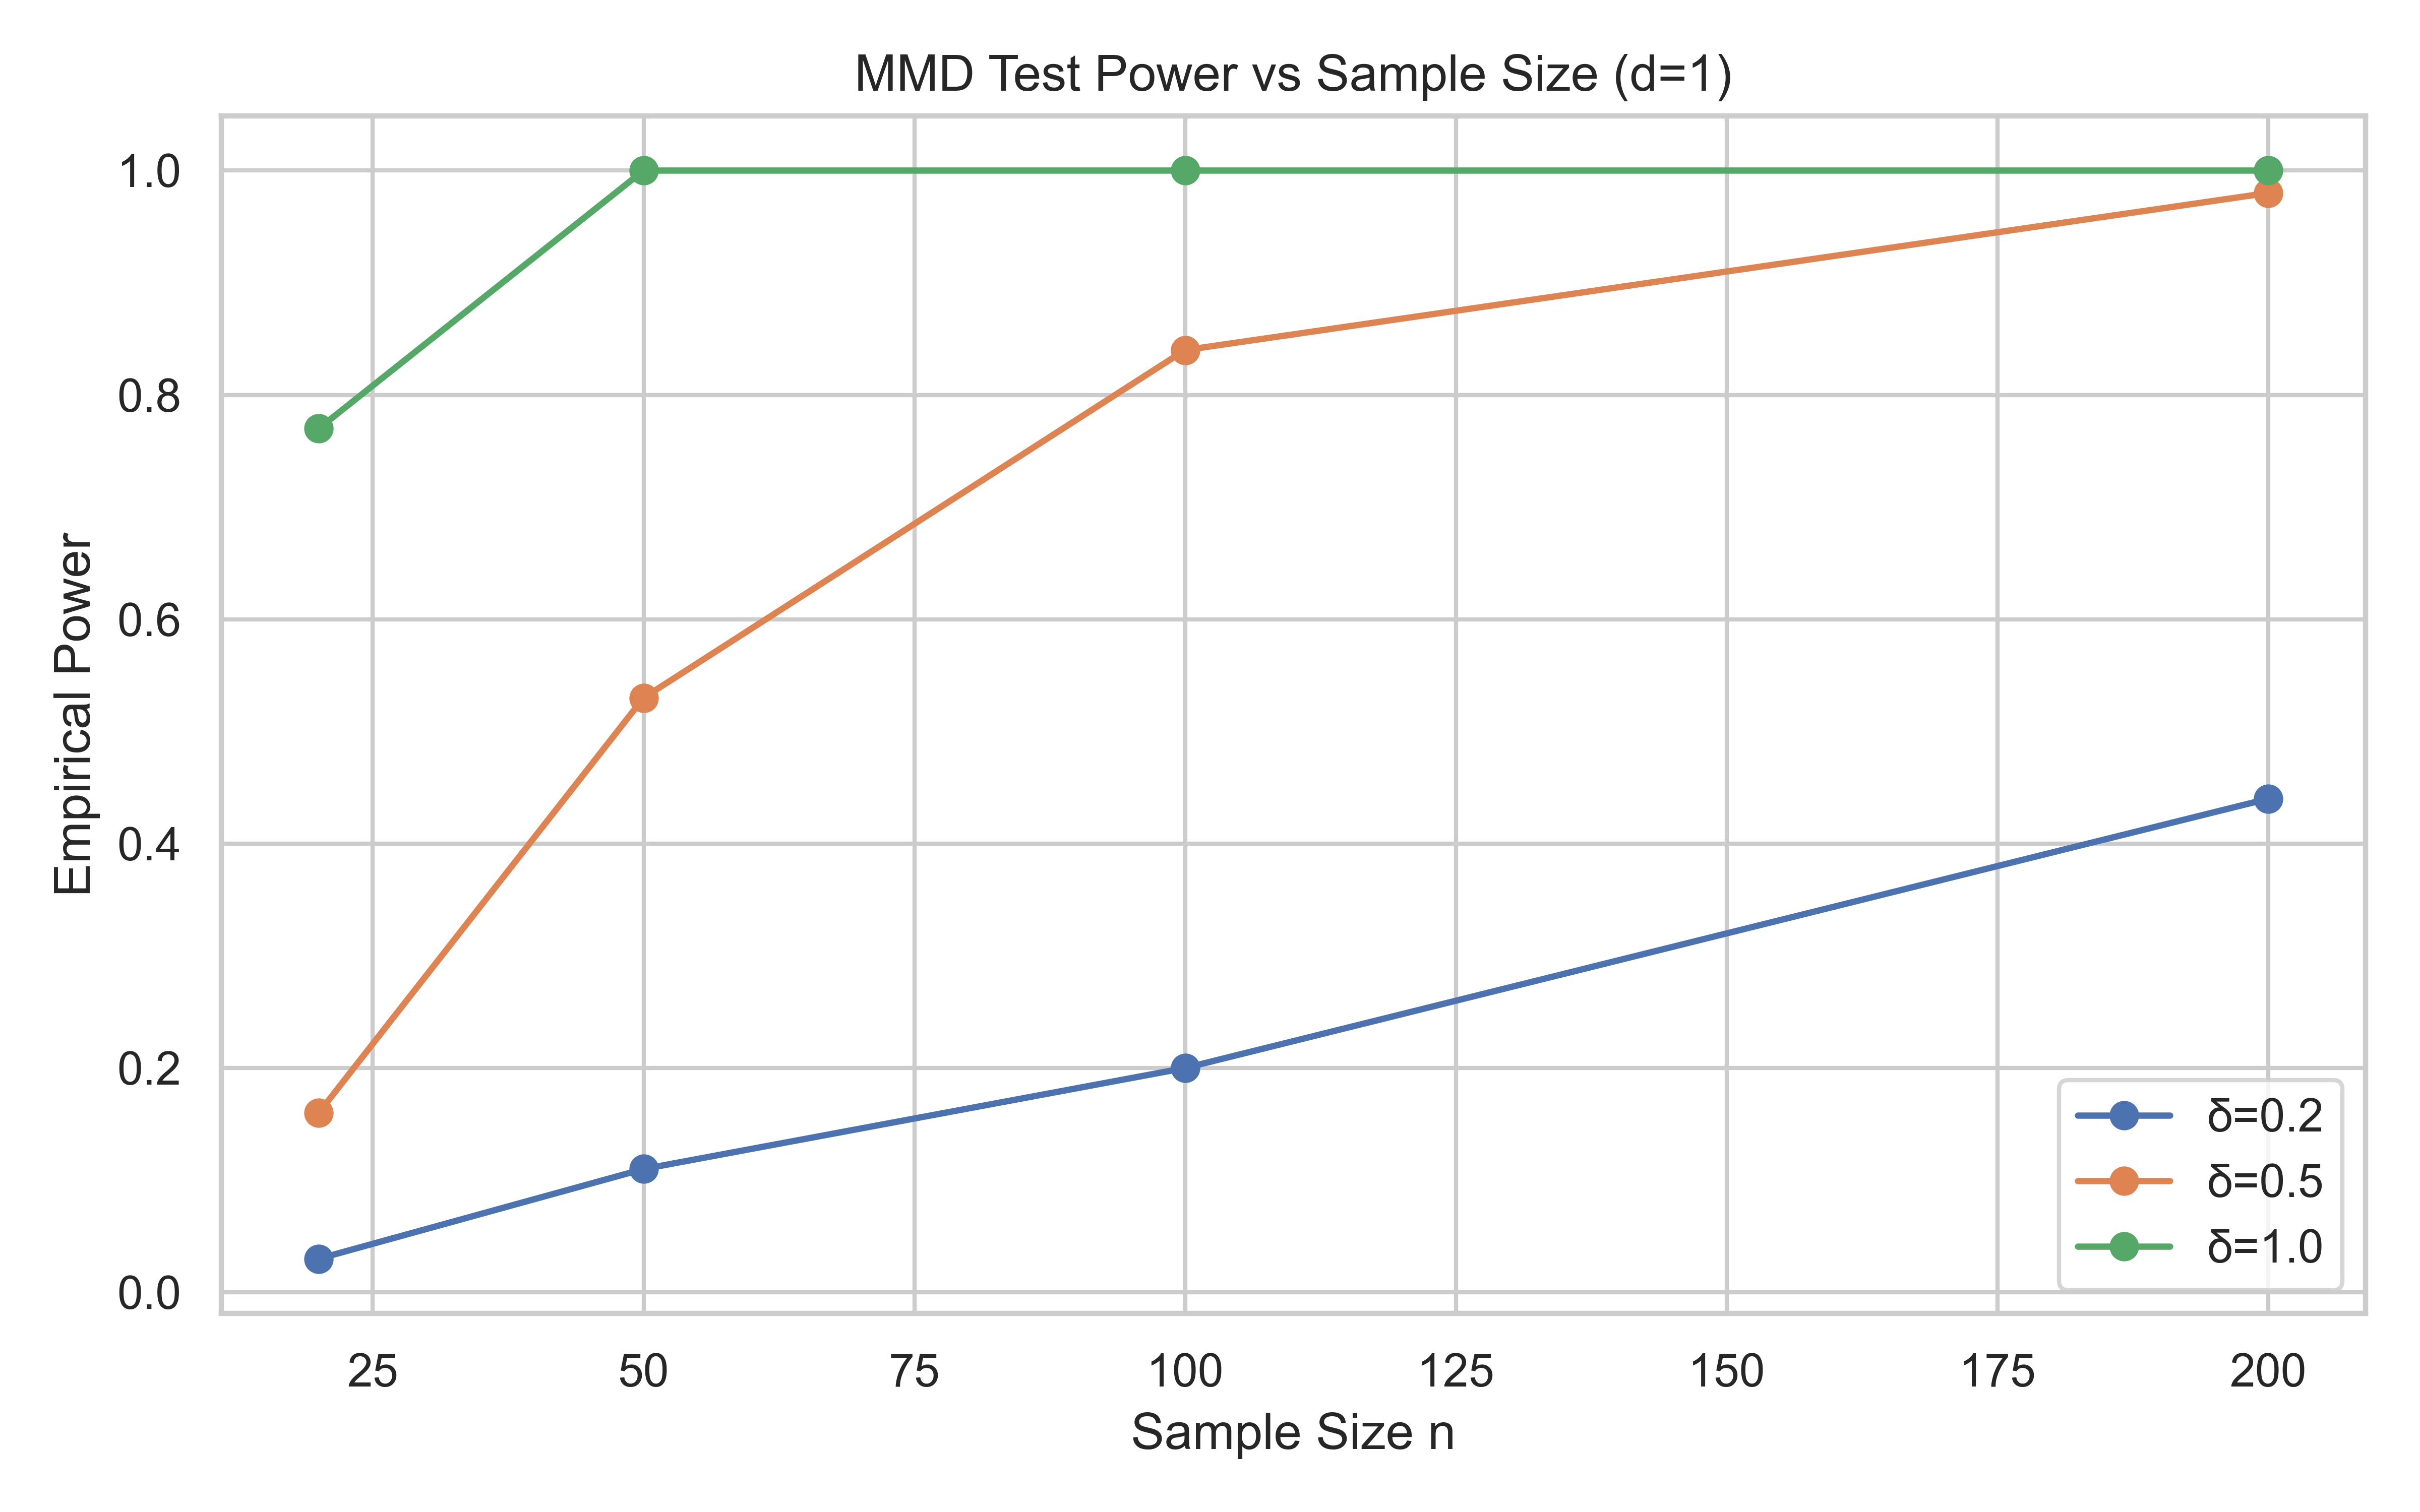 MMD Test Power vs Sample Size (d=1)
Empirical Power
1.0
0.8
0.6
0.4
0.2
0.0
25 50 75 100 125 150 175 200
Sample Size n
δ=0.2
δ=0.5
δ=1.0